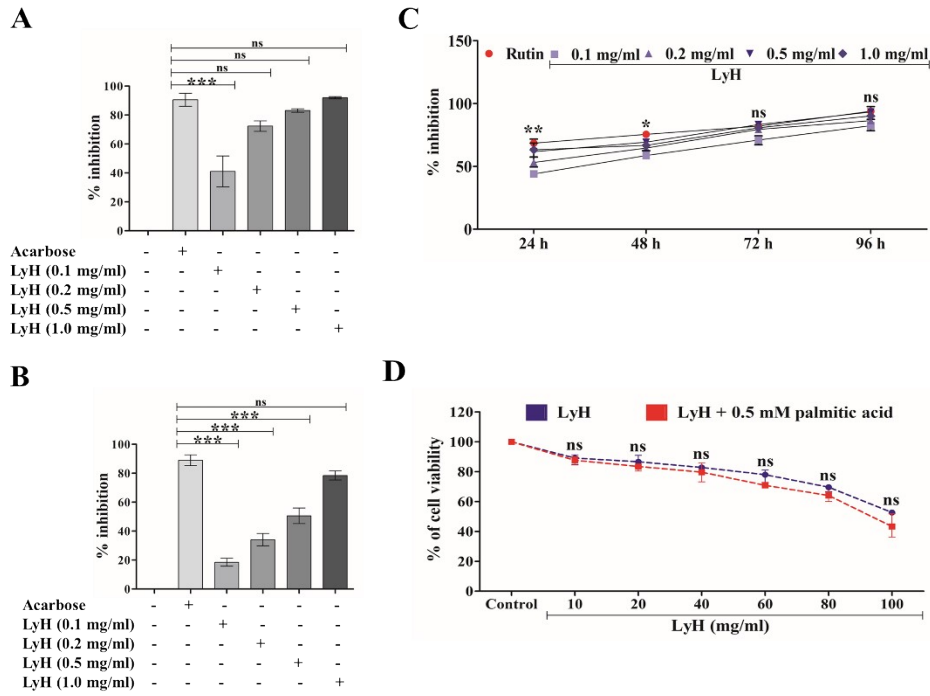 A
ns
ns
ns
***
% inhibition
100
80
60
40
20
0
Acarbose - + - - - -
LyH (0.1 mg/ml) - - + - - -
LyH (0.2 mg/ml) - - - + - -
LyH (0.5 mg/ml) - - - - + -
LyH (1.0 mg/ml) - - - - - +
B
ns
***
***
***
% inhibition
100
80
60
40
20
0
Acarbose - + - - - -
LyH (0.1 mg/ml) - - + - - -
LyH (0.2 mg/ml) - - - + - -
LyH (0.5 mg/ml) - - - - + -
LyH (1.0 mg/ml) - - - - - +
C
150
Rutin 0.1 mg/ml 0.2 mg/ml 0.5 mg/ml 1.0 mg/ml
LyH
% inhibition
100
50
0
** * ns ns
24 h 48 h 72 h 96 h
D
LyH LyH + 0.5 mM palmitic acid
% of cell viability
120
100
80
60
40
20
0
ns ns ns ns ns ns
Control 10 20 40 60 80 100
LyH (mg/ml)